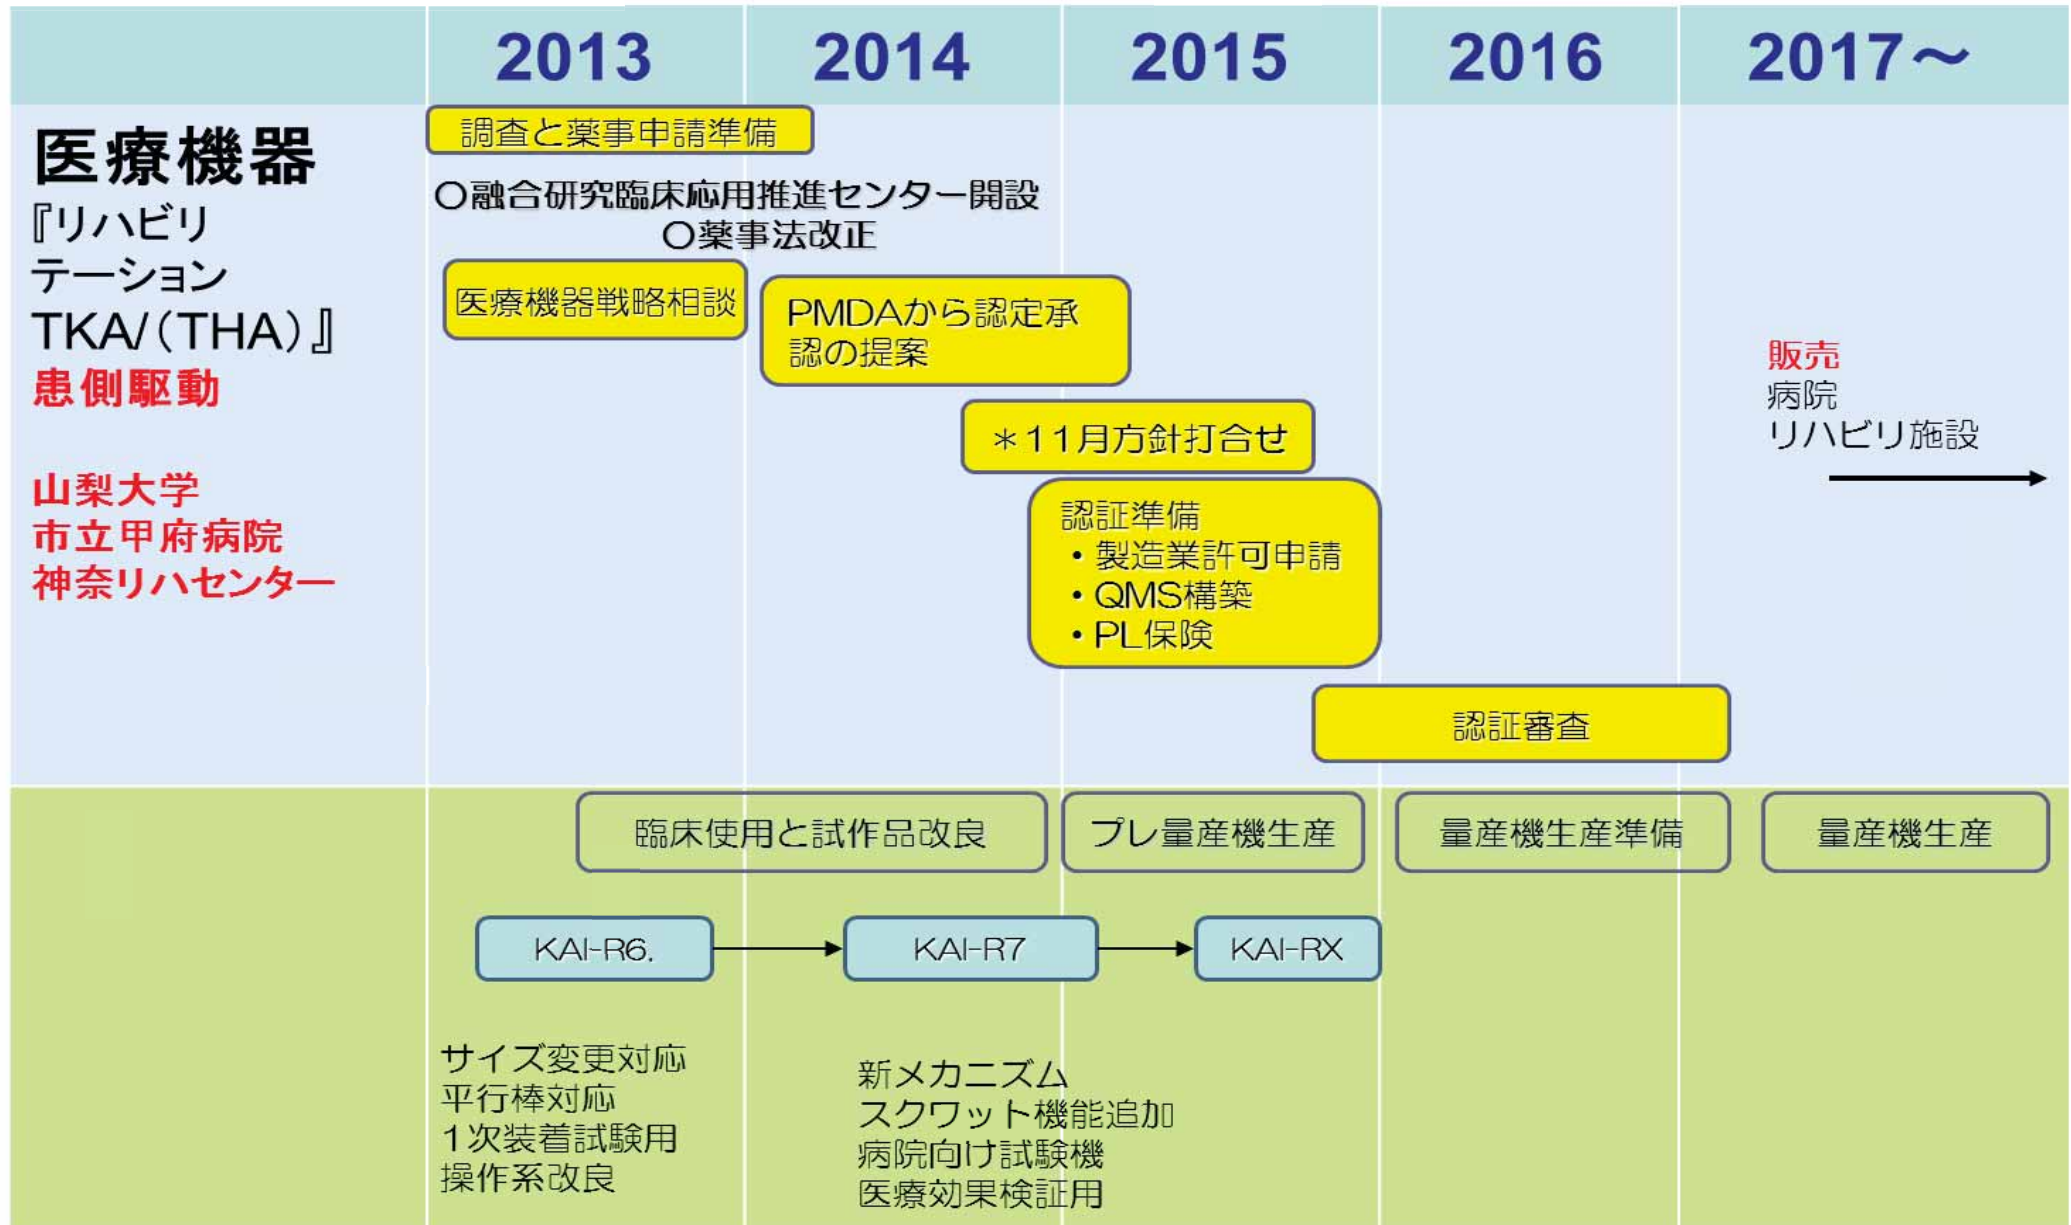 2013
2014
2015
2016
2017～
医療機器
『リハビリ
テーション
TKA/（THA）』
患側駆動
山梨大学
市立甲府病院
神奈リハセンター
調査と薬事申請準備
〇融合研究臨床応用推進センター開設
〇薬事法改正
医療機器戦略相談
PMDAから認定承
認の提案
＊11月方針打合せ
認証準備
・製造業許可申請
・QMS構築
・PL保険
認証審査
販売
病院
リハビリ施設
臨床使用と試作品改良
プレ量産機生産
量産機生産準備
量産機生産
KAI-R6.
KAI-R7
KAI-RX
サイズ変更対応
平行棒対応
1次装着試験用
操作系改良
新メカニズム
スクワット機能追加
病院向け試験機
医療効果検証用